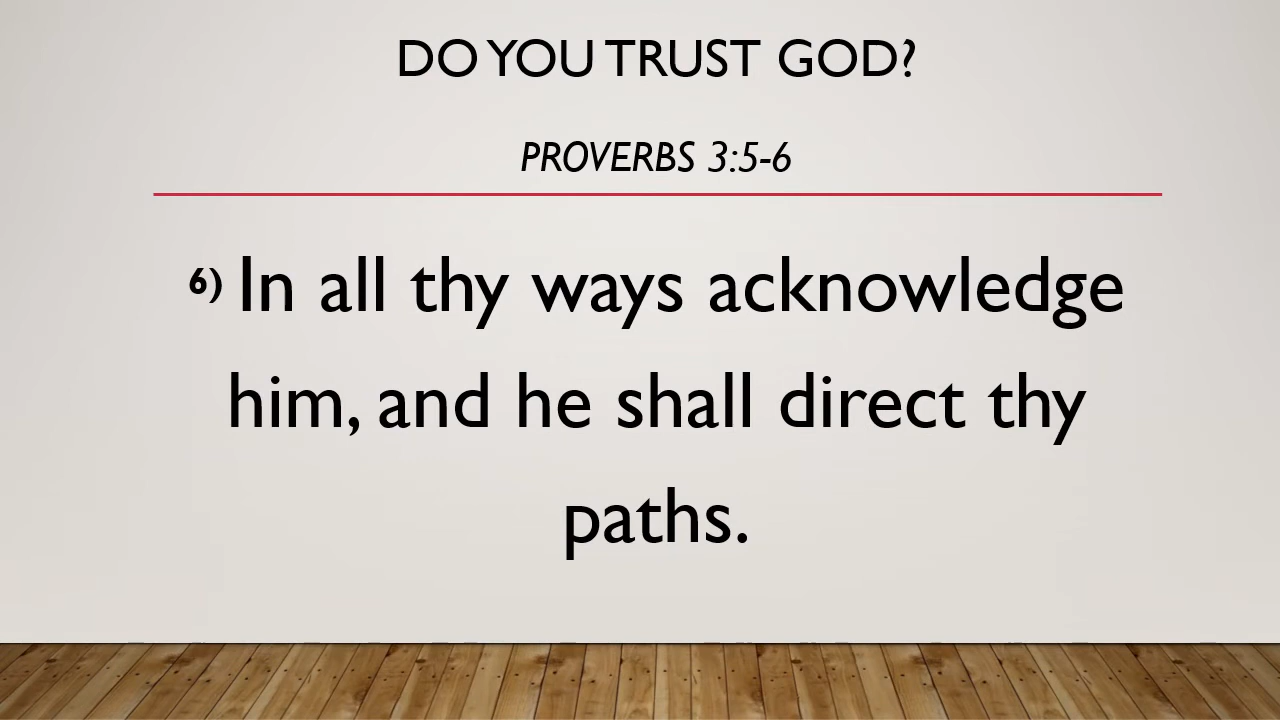 DO YOU TRUST GOD?
PROVERBS 3:5-6
6) In all thy ways acknowledge
him, and he shall direct thy
paths.